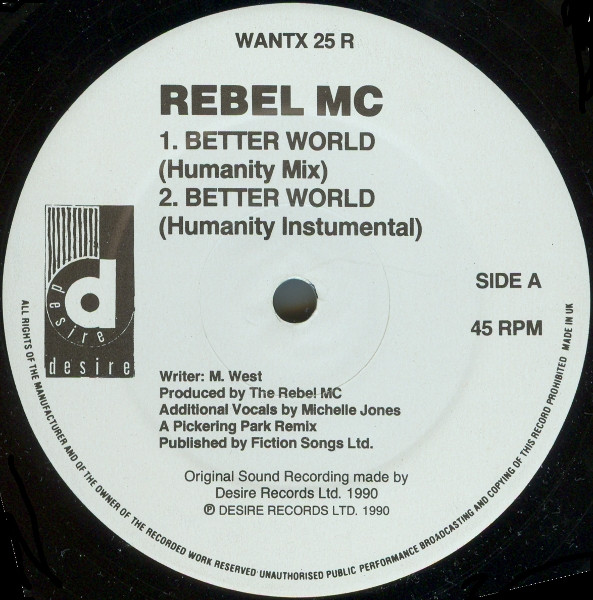 WANTX 25 R
REBEL MC
1. BETTER WORLD
(Humanity Mix)
2. BETTER WORLD
(Humanity Instumental)
d
desire
desire
SIDE A
45 RPM
Writer: M. West
Produced by The Rebel MC
Additional Vocals by Michelle Jones
A Pickering Park Remix
Published by Fiction Songs Ltd.
Original Sound Recording made by
Desire Records Ltd. 1990
℗ DESIRE RECORDS LTD. 1990
ALL RIGHTS OF THE MANUFACTURER AND OF THE OWNER OF THE RECORDED WORK RESERVED UNAUTHORISED PUBLIC PERFORMANCE BROADCASTING AND COPYING OF THIS RECORD PROHIBITED MADE IN UK